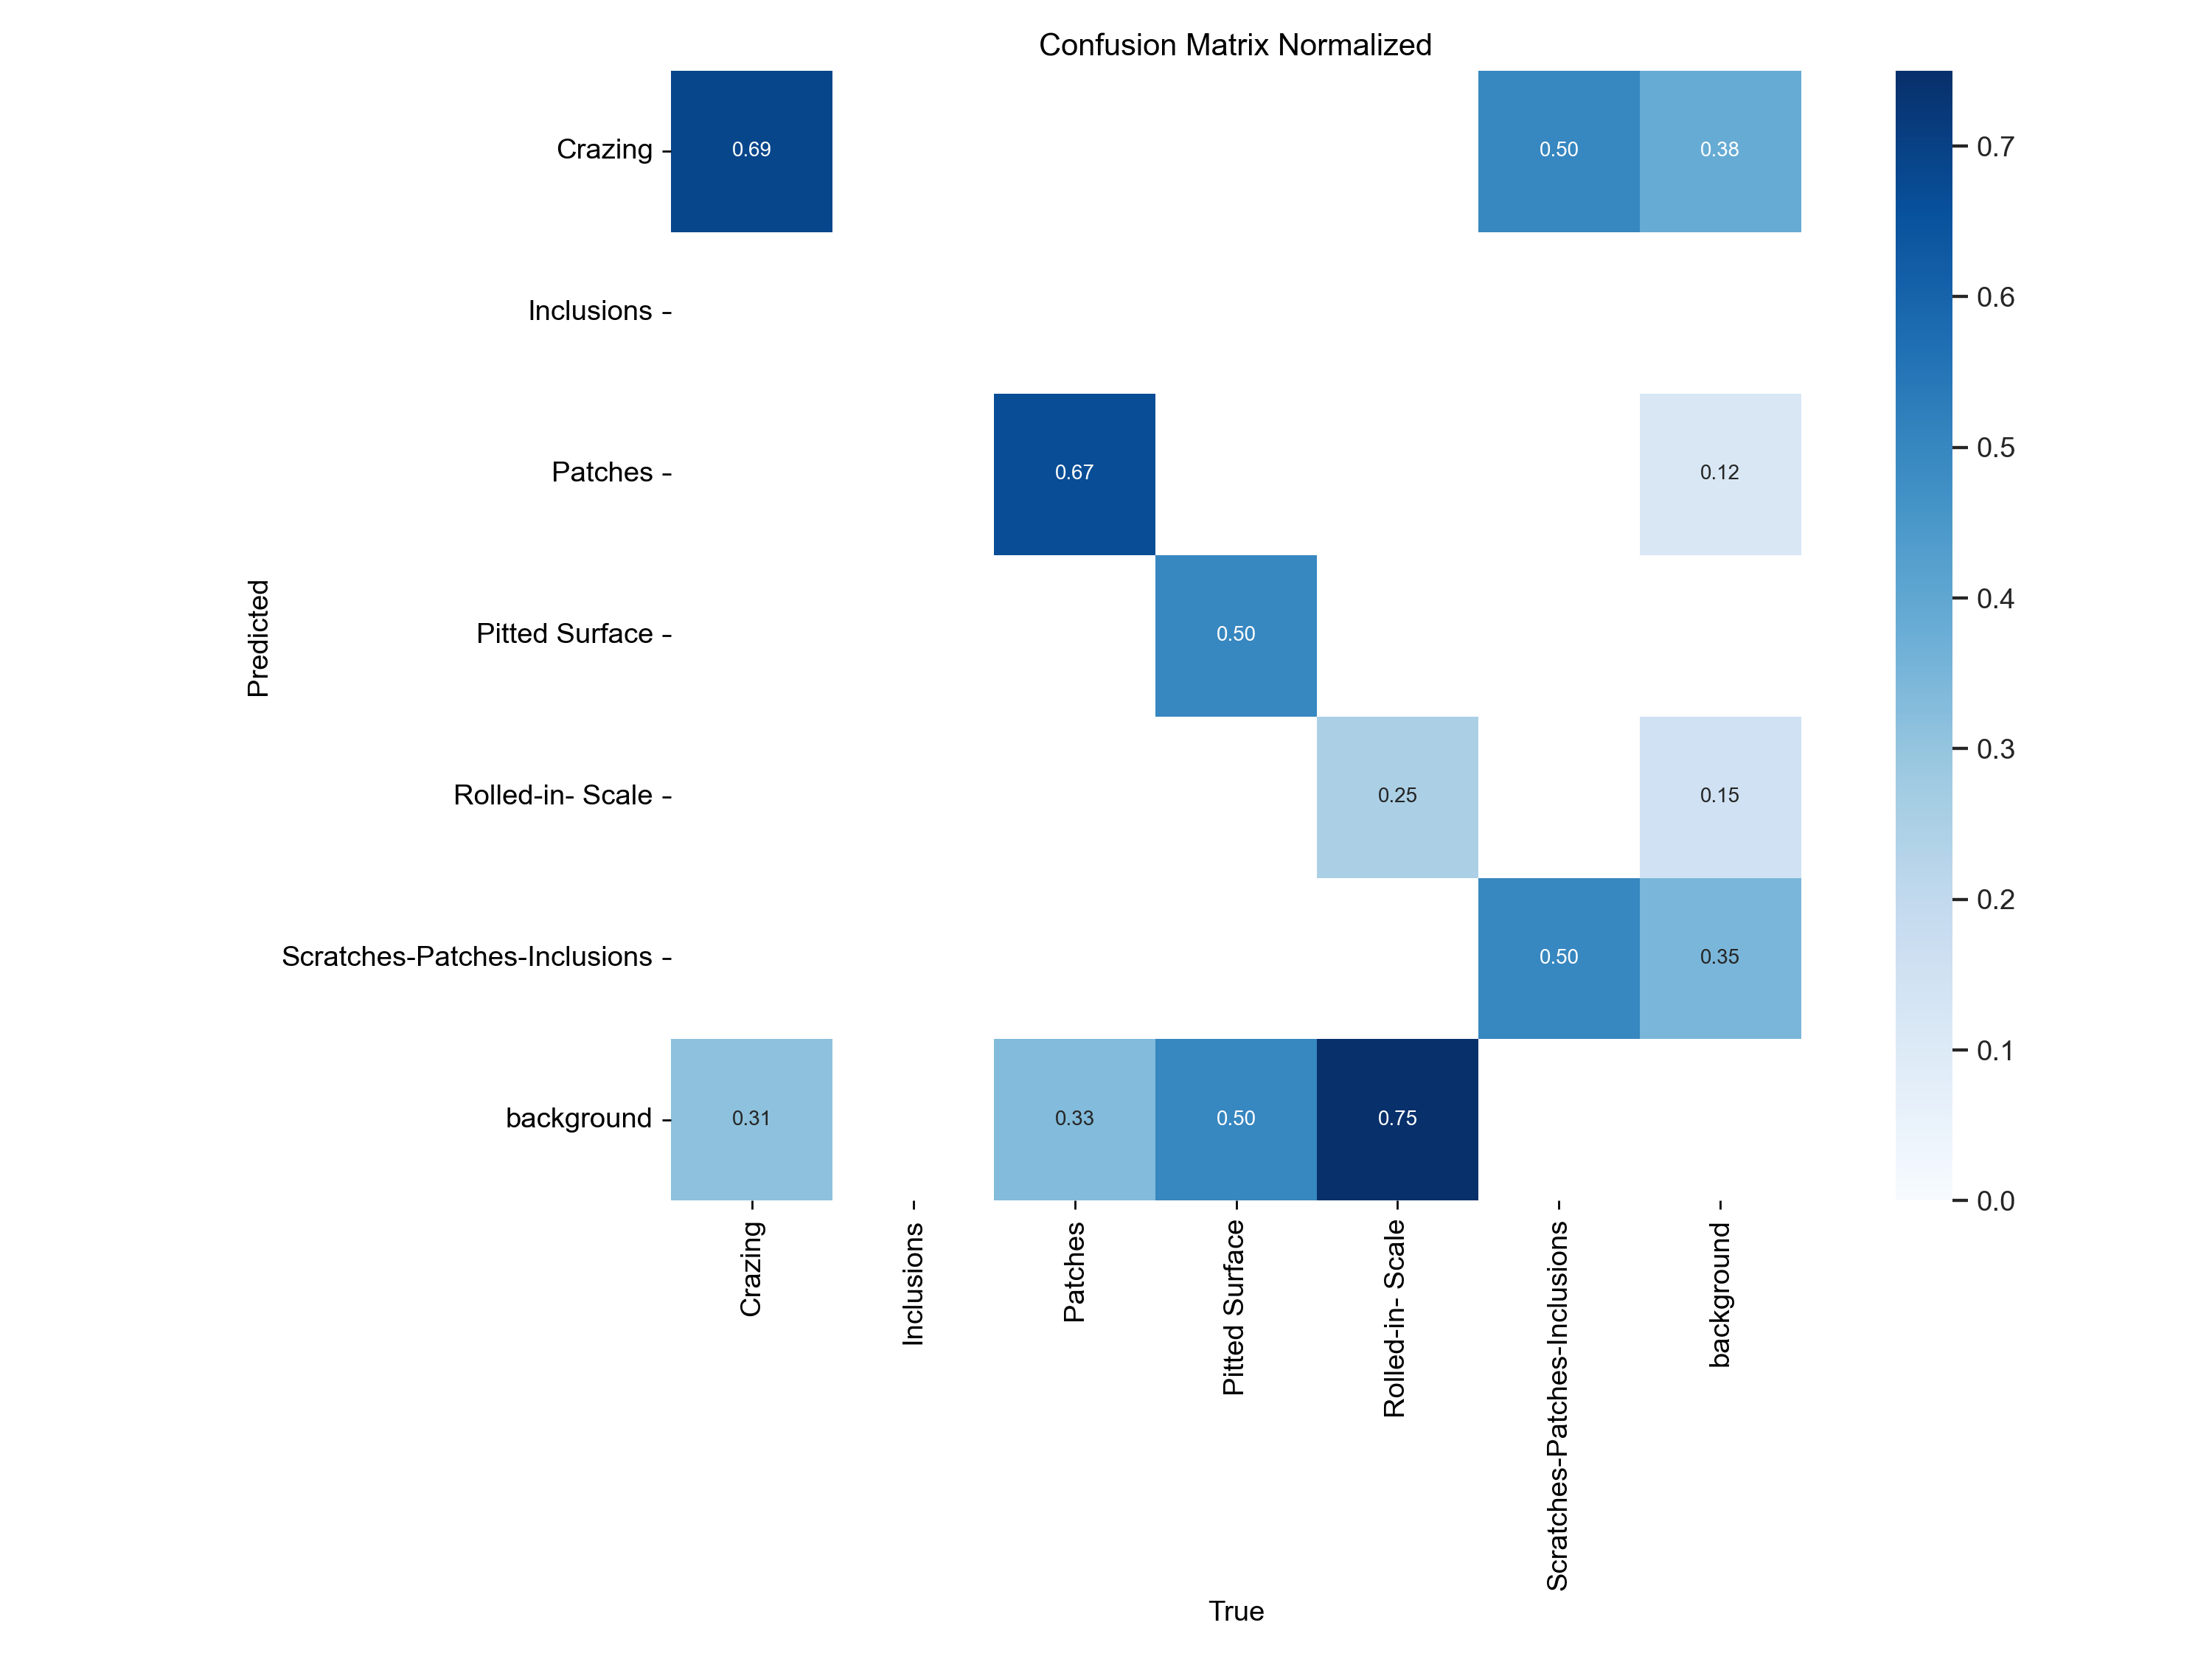 Confusion Matrix Normalized
Crazing
0.69
0.50
0.38
0.7
Inclusions
0.6
Patches
0.67
0.12
0.5
Predicted
Pitted Surface
0.50
0.4
Rolled-in- Scale
0.25
0.15
0.3
Scratches-Patches-Inclusions
0.50
0.35
0.2
background
0.31
0.33
0.50
0.75
0.1
0.0
Crazing
Inclusions
Patches
Pitted Surface
Rolled-in- Scale
Scratches-Patches-Inclusions
background
True